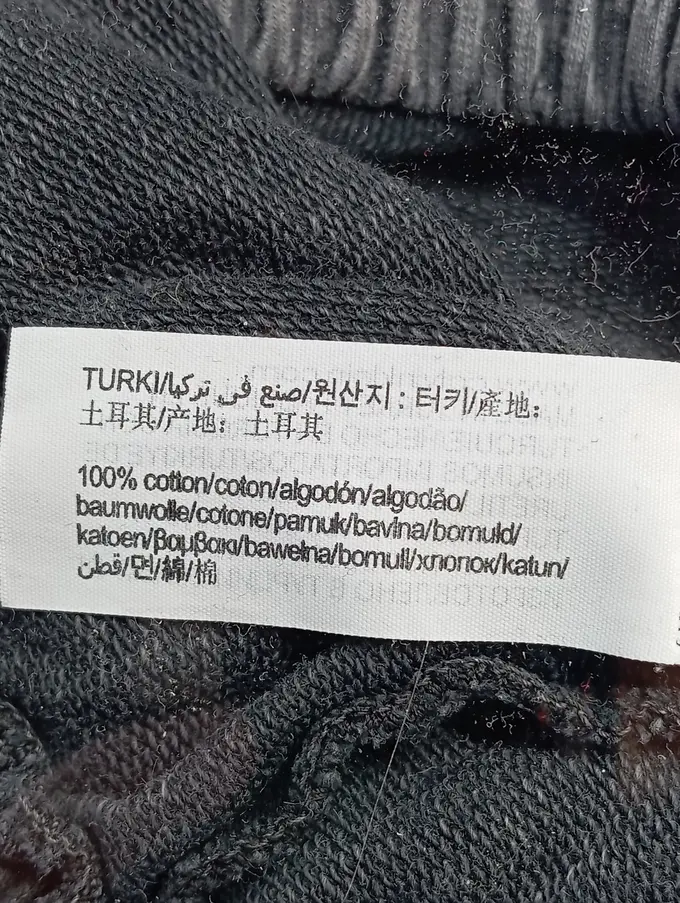 TURKI/صنع في تركيا/원산지 : 터키/產地:
土耳其/产地: 土耳其
100% cotton/coton/algodón/algodão/
baumwolle/cotone/pamuk/bavlna/bomuld/
katoen/βαμβακι/bawełna/bomull/хлопок/katun/
قطن/면/綿/棉